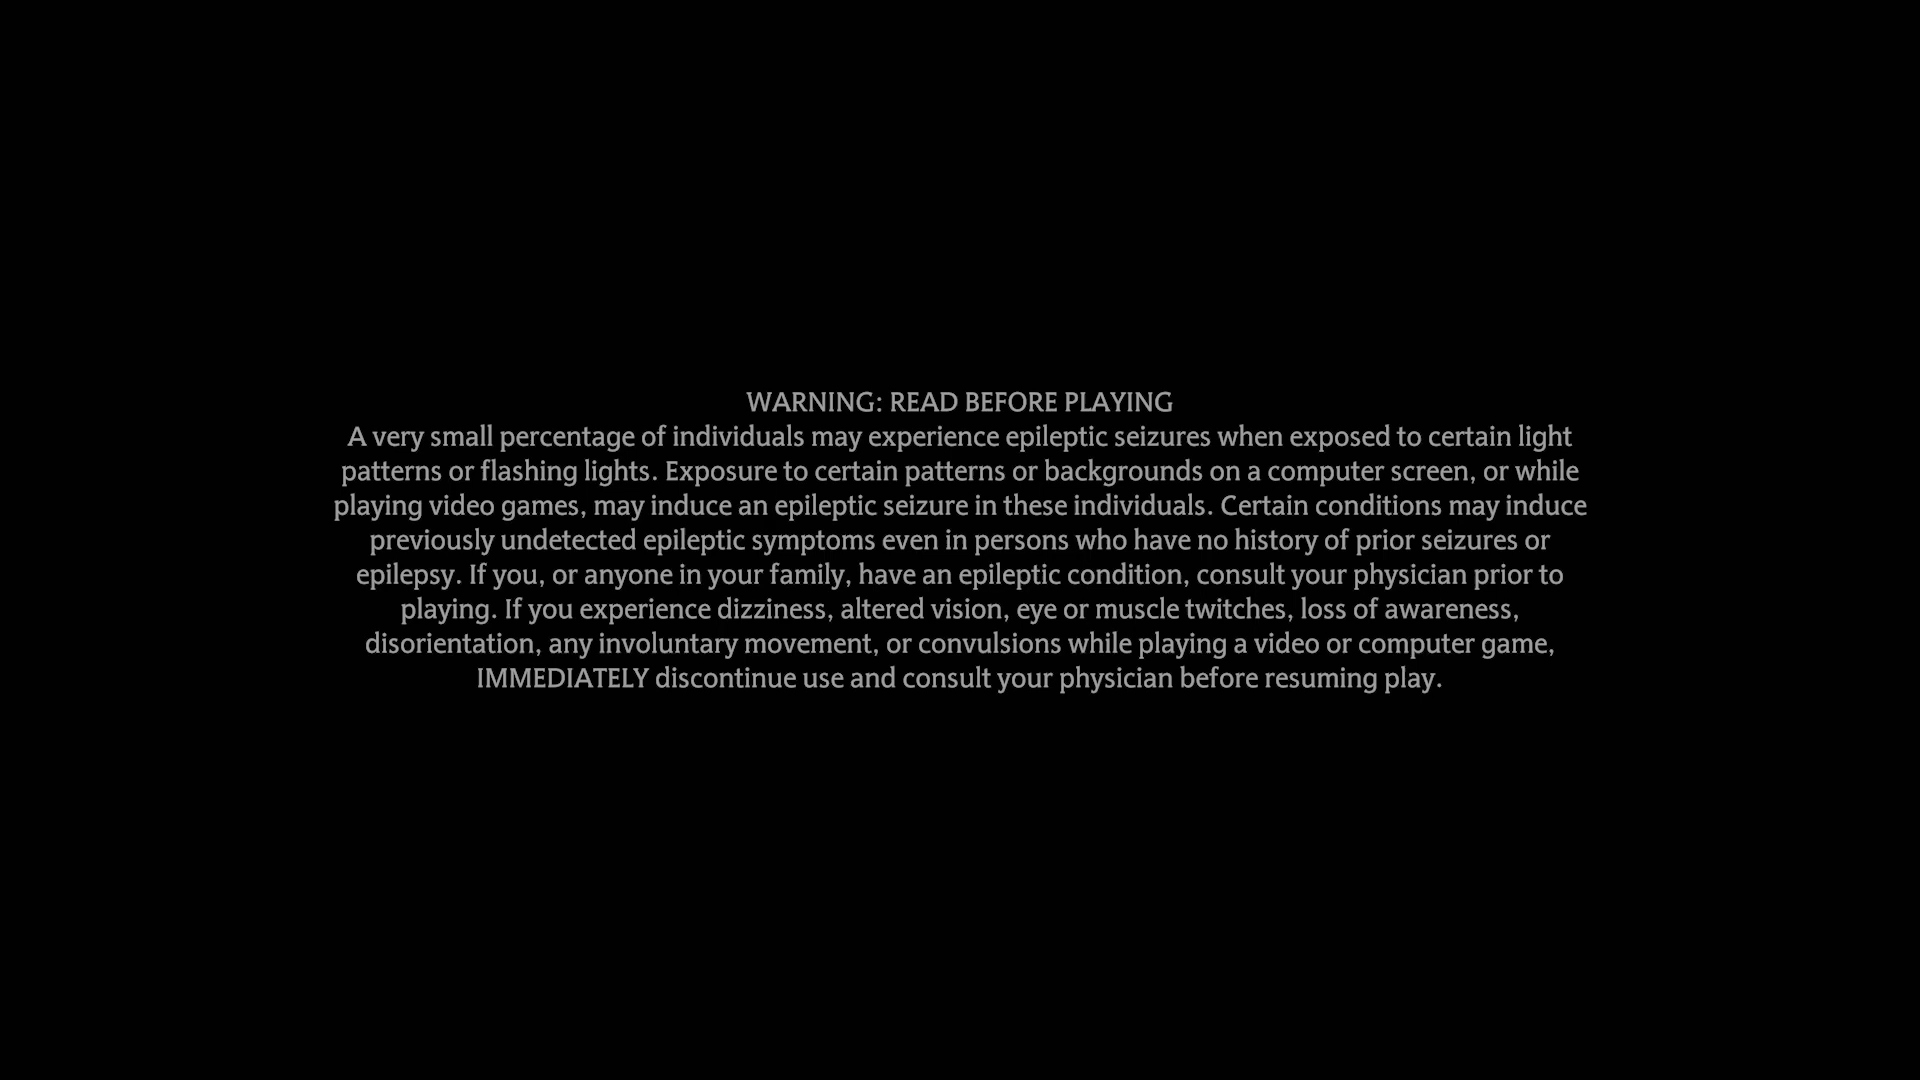 WARNING: READ BEFORE PLAYING
A very small percentage of individuals may experience epileptic seizures when exposed to certain light
patterns or flashing lights. Exposure to certain patterns or backgrounds on a computer screen, or while
playing video games, may induce an epileptic seizure in these individuals. Certain conditions may induce
previously undetected epileptic symptoms even in persons who have no history of prior seizures or
epilepsy. If you, or anyone in your family, have an epileptic condition, consult your physician prior to
playing. If you experience dizziness, altered vision, eye or muscle twitches, loss of awareness,
disorientation, any involuntary movement, or convulsions while playing a video or computer game,
IMMEDIATELY discontinue use and consult your physician before resuming play.